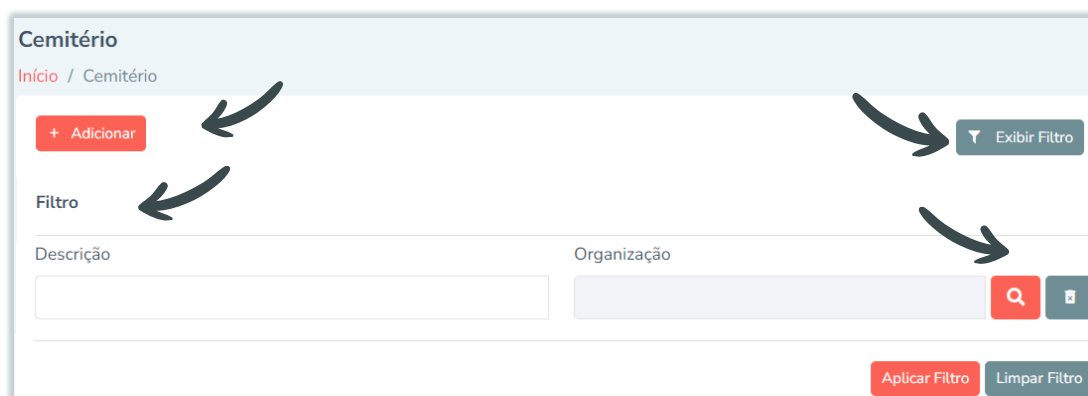 Cemitério
Início / Cemitério
+ Adicionar
Exibir Filtro
Filtro
Descrição
Organização
Aplicar Filtro
Limpar Filtro